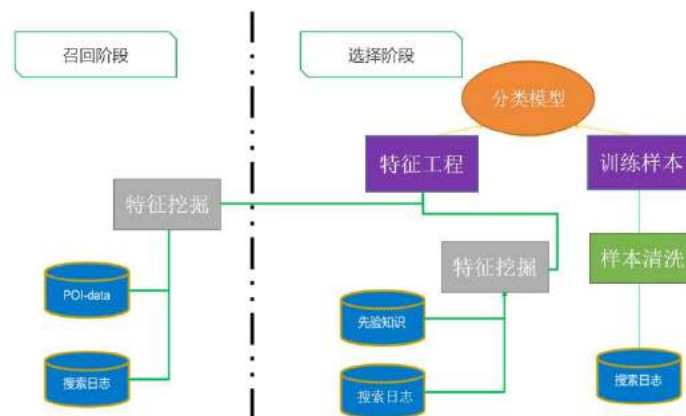 召回阶段
选择阶段
分类模型
特征工程
训练样本
特征挖掘
样本清洗
特征挖掘
POI-data
先验知识
搜索日志
搜索日志
搜索日志